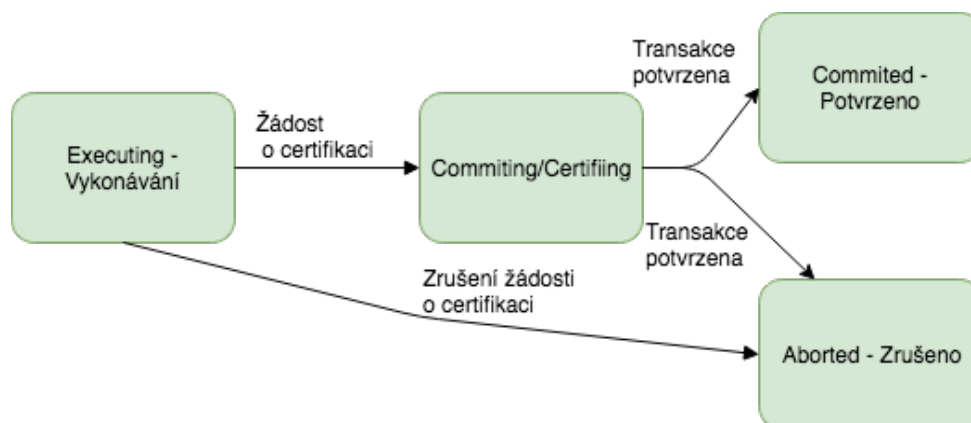 Transakce
potvrzena
Commited -
Potvrzeno
Žádost
o certifikaci
Executing -
Vykonávání
Commiting/Certifiing
Transakce
potvrzena
Zrušení žádosti
o certifikaci
Aborted - Zrušeno